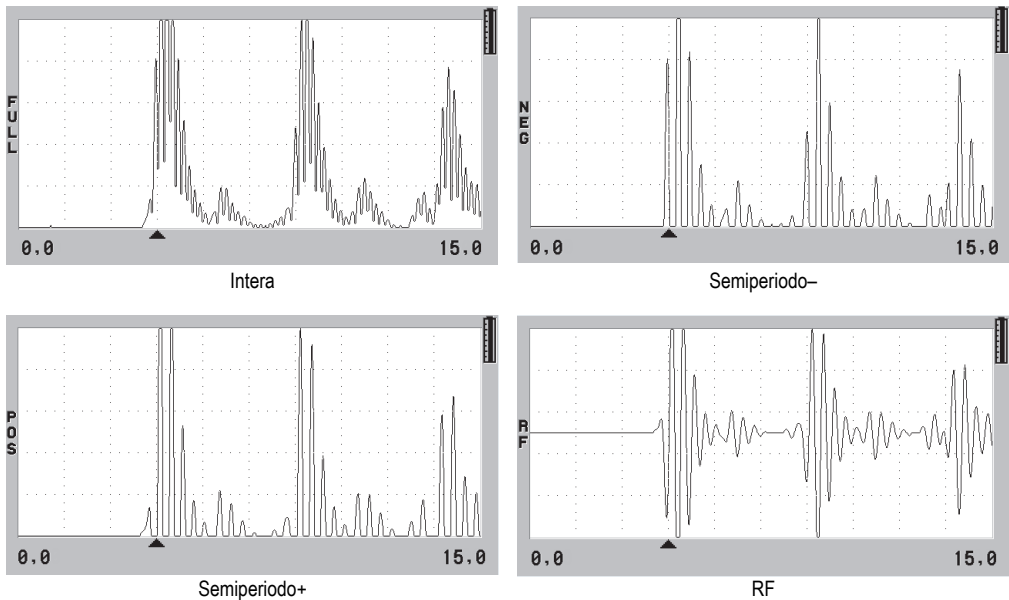 FULL
0,0 15,0
Intera
NEG
0,0 15,0
Semiperiodo–
POS
0,0 15,0
Semiperiodo+
RF
0,0 15,0
RF